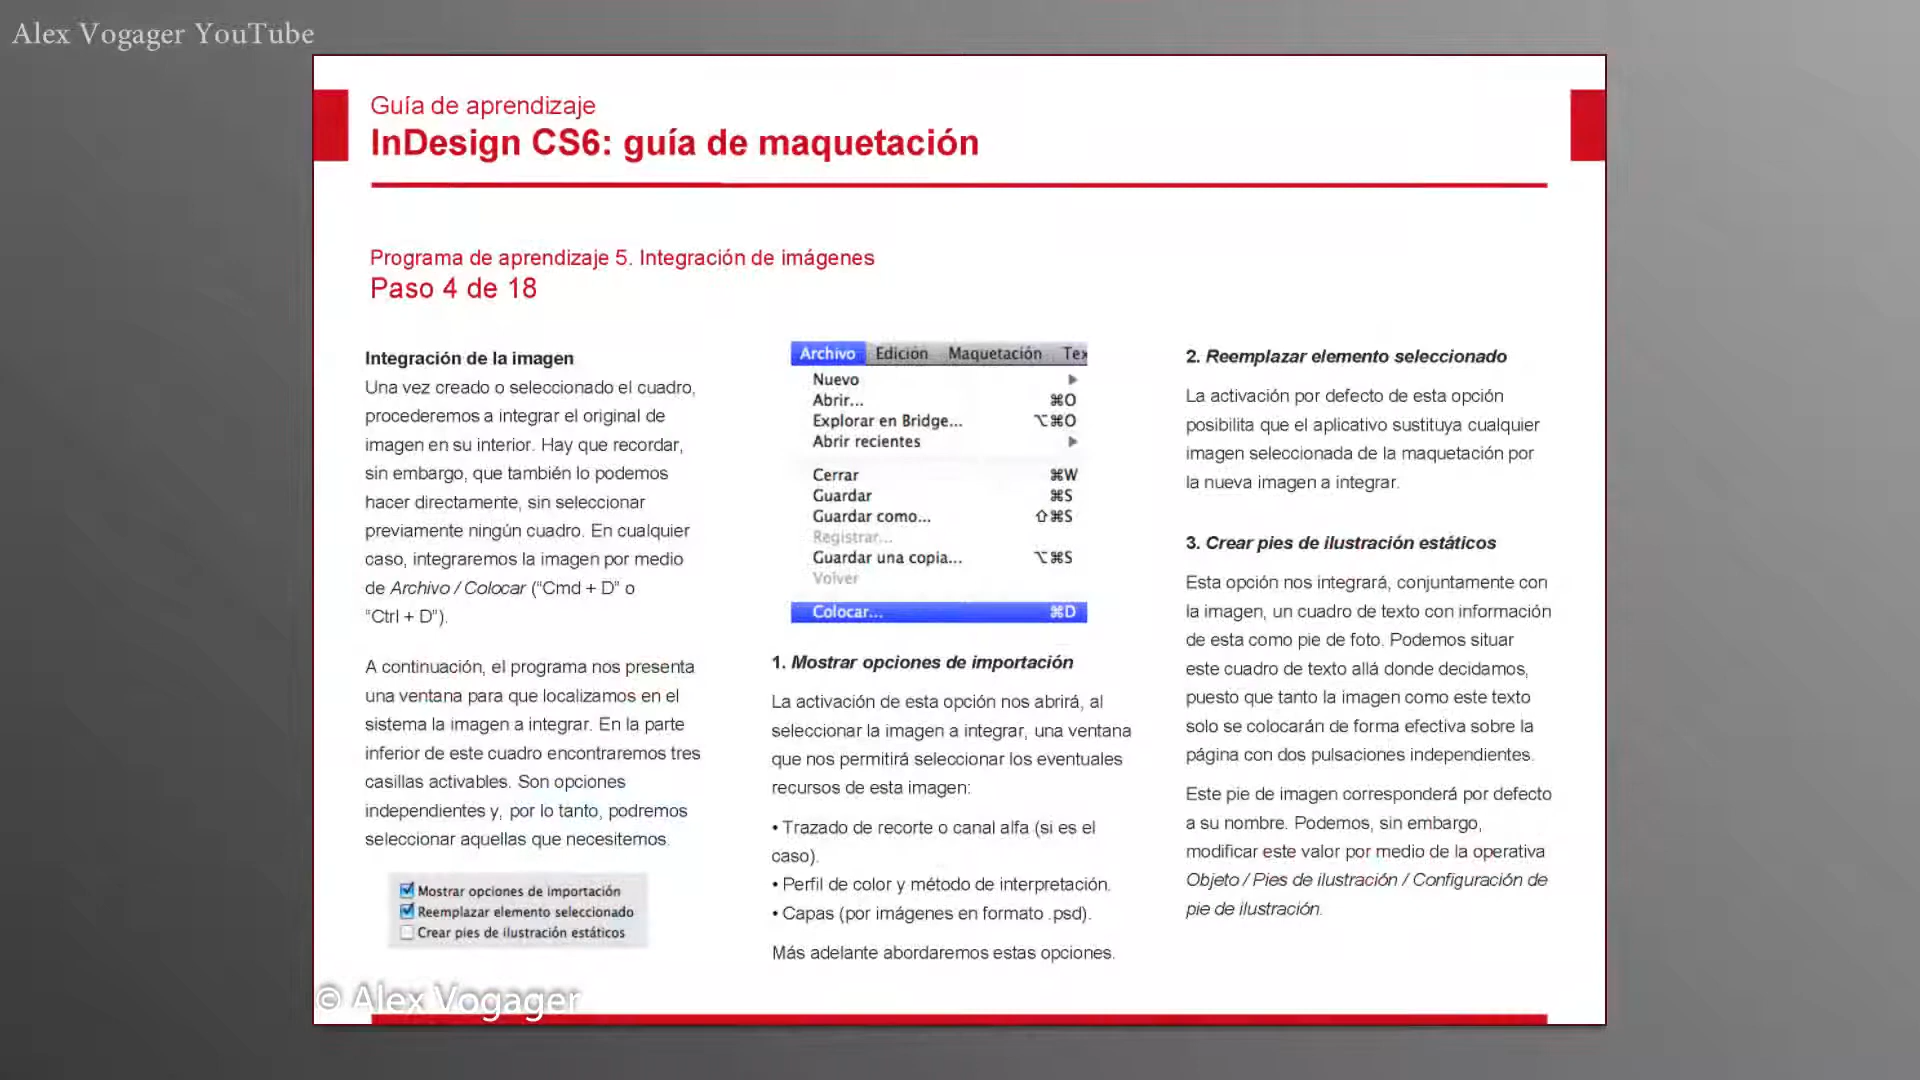 Alex Vogager YouTube
Guía de aprendizaje
InDesign CS6: guía de maquetación
Programa de aprendizaje 5. Integración de imágenes
Paso 4 de 18
Integración de la imagen
Una vez creado o seleccionado el cuadro,
procederemos a integrar el original de
imagen en su interior. Hay que recordar,
sin embargo, que también lo podemos
hacer directamente, sin seleccionar
previamente ningún cuadro. En cualquier
caso, integraremos la imagen por medio
de Archivo / Colocar (“Cmd + D” o
“Ctrl + D”).
A continuación, el programa nos presenta
una ventana para que localizamos en el
sistema la imagen a integrar. En la parte
inferior de este cuadro encontraremos tres
casillas activables. Son opciones
independientes y, por lo tanto, podremos
seleccionar aquellas que necesitemos.
Mostrar opciones de importación
Reemplazar elemento seleccionado
Crear pies de ilustración estáticos
Archivo Edición Maquetación Tex
Nuevo ▶
Abrir... ⌘O
Explorar en Bridge... ⌥⌘O
Abrir recientes ▶
Cerrar ⌘W
Guardar ⌘S
Guardar como... ⇧⌘S
Registrar...
Guardar una copia... ⌥⌘S
Volver
Colocar... ⌘D
1. Mostrar opciones de importación
La activación de esta opción nos abrirá, al
seleccionar la imagen a integrar, una ventana
que nos permitirá seleccionar los eventuales
recursos de esta imagen:
• Trazado de recorte o canal alfa (si es el
caso).
• Perfil de color y método de interpretación.
• Capas (por imágenes en formato .psd).
Más adelante abordaremos estas opciones.
2. Reemplazar elemento seleccionado
La activación por defecto de esta opción
posibilita que el aplicativo sustituya cualquier
imagen seleccionada de la maquetación por
la nueva imagen a integrar.
3. Crear pies de ilustración estáticos
Esta opción nos integrará, conjuntamente con
la imagen, un cuadro de texto con información
de esta como pie de foto. Podemos situar
este cuadro de texto allá donde decidamos,
puesto que tanto la imagen como este texto
solo se colocarán de forma efectiva sobre la
página con dos pulsaciones independientes.
Este pie de imagen corresponderá por defecto
a su nombre. Podemos, sin embargo,
modificar este valor por medio de la operativa
Objeto / Pies de ilustración / Configuración de
pie de ilustración.
© Alex Vogager